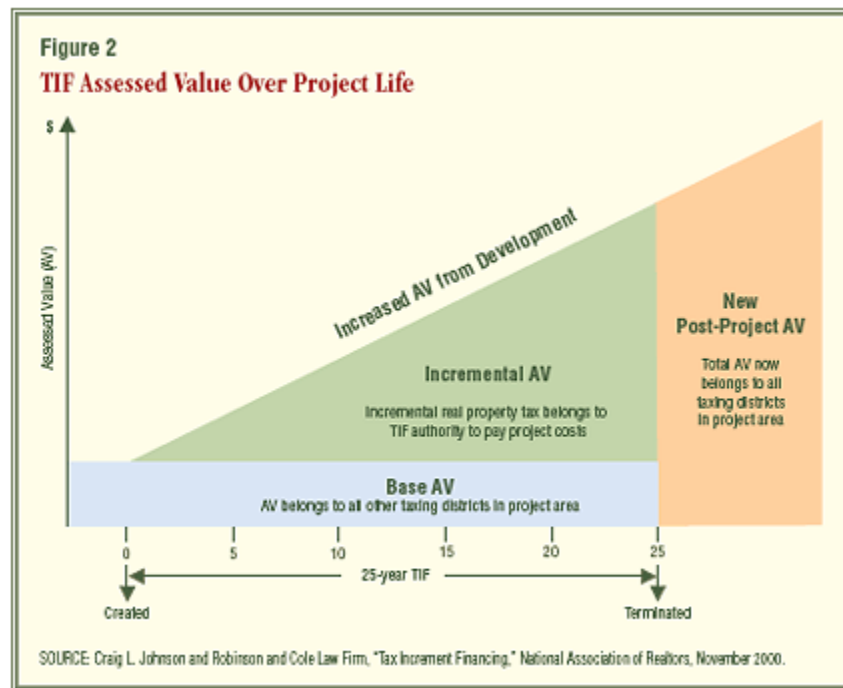 Figure 2
TIF Assessed Value Over Project Life
$
Assessed Value (AV)
Increased AV from Development
Incremental AV
Incremental real property tax belongs to
TIF authority to pay project costs
New
Post-Project AV
Total AV now
belongs to all
taxing districts
in project area
Base AV
AV belongs to all other taxing districts in project area
0 5 10 15 20 25
25-year TIF
Created Terminated
SOURCE: Craig L. Johnson and Robinson and Cole Law Firm, "Tax Increment Financing," National Association of Realtors, November 2000.